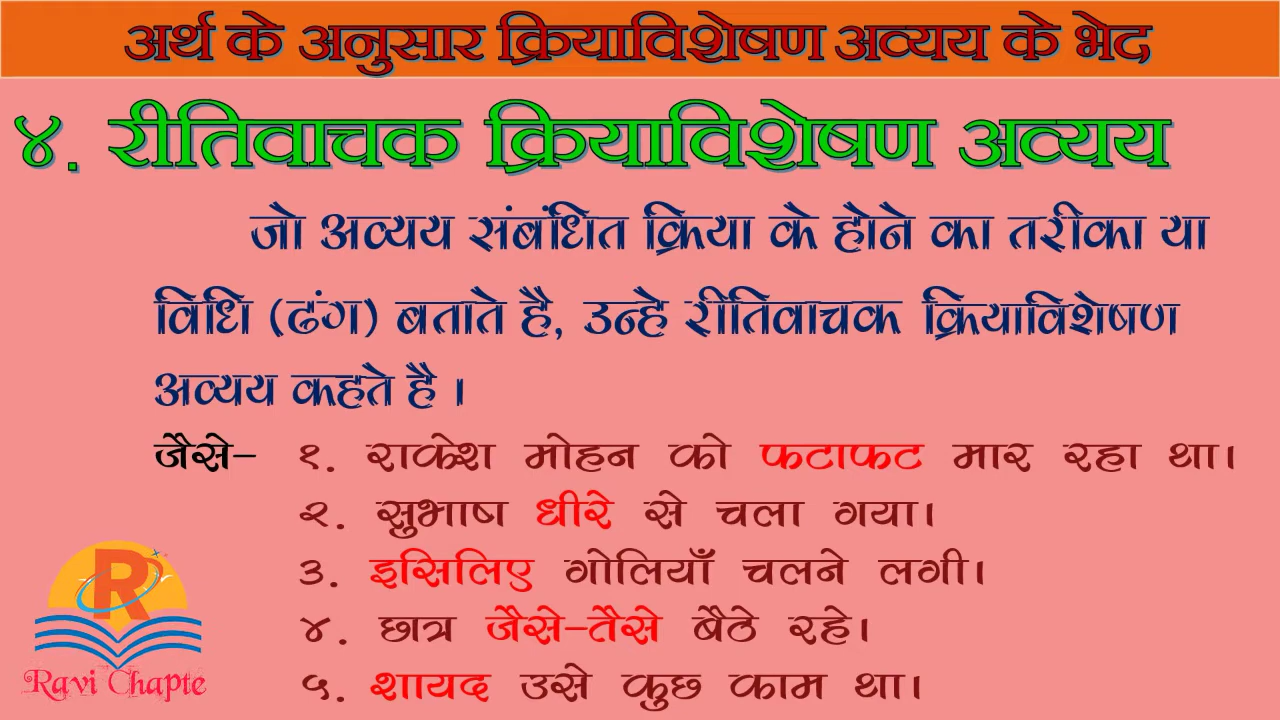 अर्थ के अनुसार क्रियाविशेषण अव्यय के भेद
४. रीतिवाचक क्रियाविशेषण अव्यय
जो अव्यय संबंधित क्रिया के होने का तरीका या
विधि (ढंग) बताते है, उन्हे रीतिवाचक क्रियाविशेषण
अव्यय कहते है ।
जैसे- १. राकेश मोहन को फटाफट मार रहा था।
२. सुभाष धीरे से चला गया।
३. इसिलिए गोलियाँ चलने लगी।
४. छात्र जैसे-तैसे बैठे रहे।
५. शायद उसे कुछ काम था।
R
Ravi Chapte